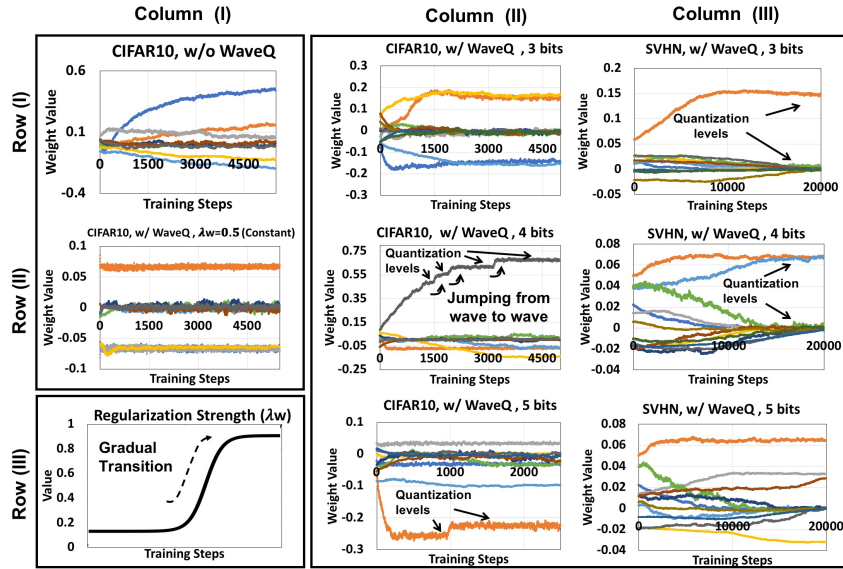 Column (I)
Column (II)
Column (III)
Row (I)
CIFAR10, w/o WaveQ
0.6
0.1
-0.4
Weight Value
0
1500
3000
4500
Training Steps
CIFAR10, w/ WaveQ , 3 bits
0.3
0.2
0.1
0
-0.1
-0.2
-0.3
Weight Value
0
1500
3000
4500
Training Steps
SVHN, w/ WaveQ , 3 bits
0.2
0.15
0.1
0.05
0
-0.05
Weight Value
Quantization
levels
0
10000
20000
Training Steps
Row (II)
CIFAR10, w/ WaveQ , λw=0.5 (Constant)
0.1
0.05
0
-0.05
-0.1
Weight Value
0
1500
3000
4500
Training Steps
CIFAR10, w/ WaveQ, 4 bits
0.75
0.55
0.35
0.15
-0.05
-0.25
Weight Value
Quantization
levels
Jumping from
wave to wave
0
1500
3000
4500
Training Steps
SVHN, w/ WaveQ , 4 bits
0.08
0.06
0.04
0.02
0
-0.02
-0.04
Weight Value
Quantization
levels
0
10000
20000
Training Steps
Row (III)
Regularization Strength (λw)
1
0.8
0.6
0.4
0.2
0
Value
Gradual
Transition
Training Steps
CIFAR10, w/ WaveQ , 5 bits
0.1
0
-0.1
-0.2
-0.3
Weight Value
Quantization
levels
0
1000
2000
Training Steps
SVHN, w/ WaveQ , 5 bits
0.08
0.06
0.04
0.02
0
-0.02
-0.04
Weight Value
0
10000
20000
Training Steps